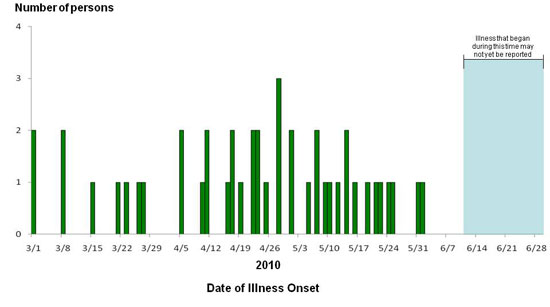 Number of persons
Illness that began
during this time may
not yet be reported
4
3
2
1
0
3/1 3/8 3/15 3/22 3/29 4/5 4/12 4/19 4/26 5/3 5/10 5/17 5/24 5/31 6/7 6/14 6/21 6/28
2010
Date of Illness Onset